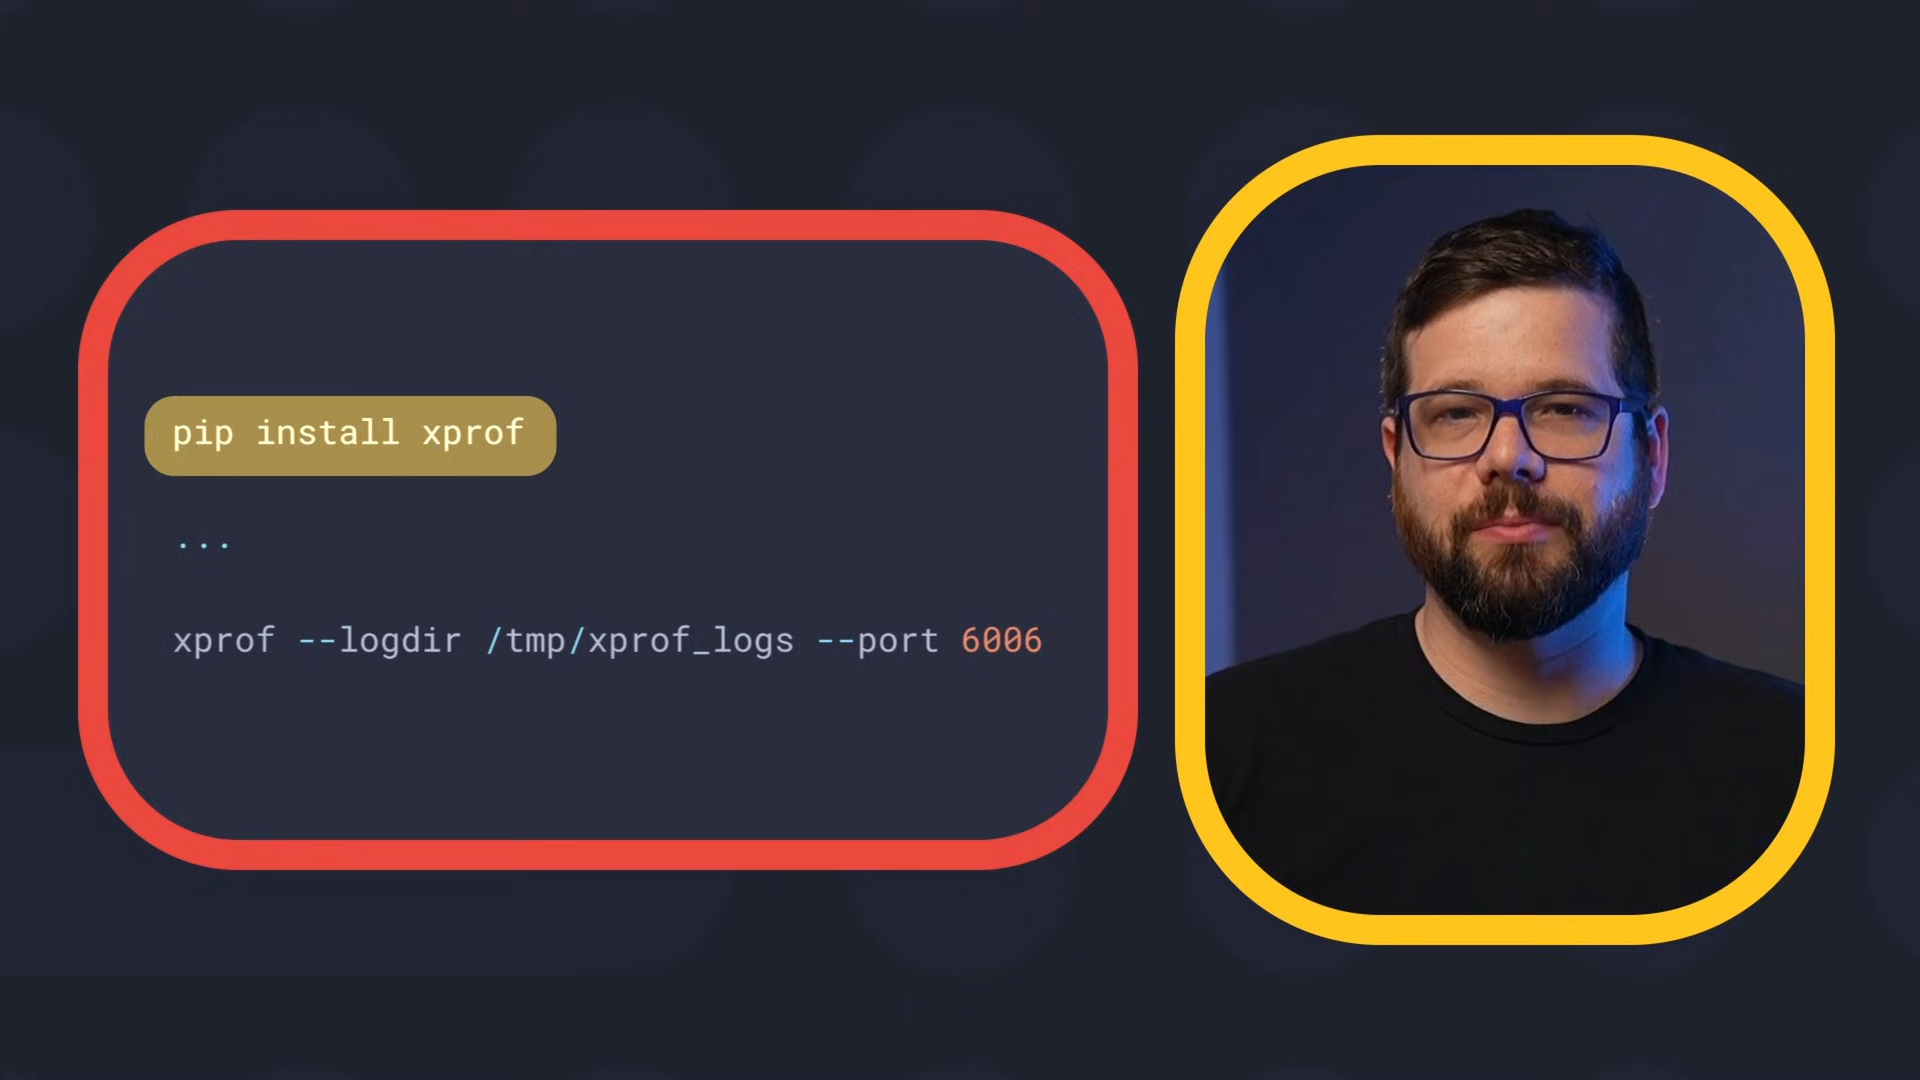 pip install xprof
...
xprof --logdir /tmp/xprof_logs --port 6006